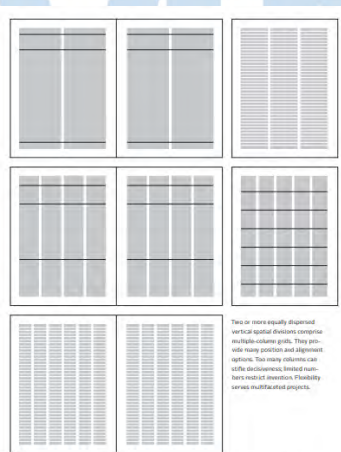 Two or more equally dispersed
vertical spatial divisions comprise
multiple-column grids. They pro-
vide many position and alignment
options. Too many columns can
stifle decisiveness; limited num-
bers restrict invention. Flexibility
serves multifaceted projects.